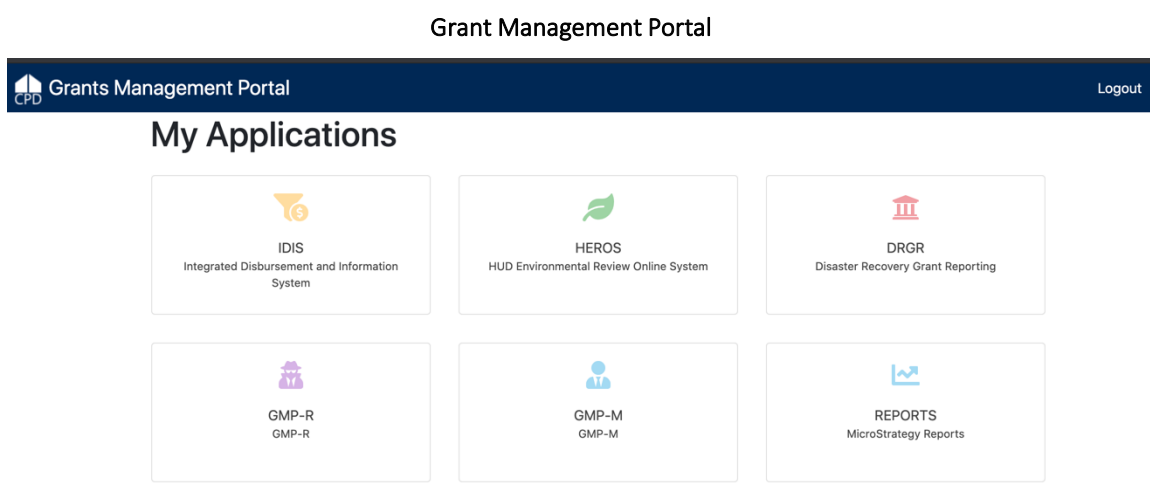 Grant Management Portal
CPD
Grants Management Portal
Logout
My Applications
IDIS
Integrated Disbursement and Information
System
HEROS
HUD Environmental Review Online System
DRGR
Disaster Recovery Grant Reporting
GMP-R
GMP-R
GMP-M
GMP-M
REPORTS
MicroStrategy Reports